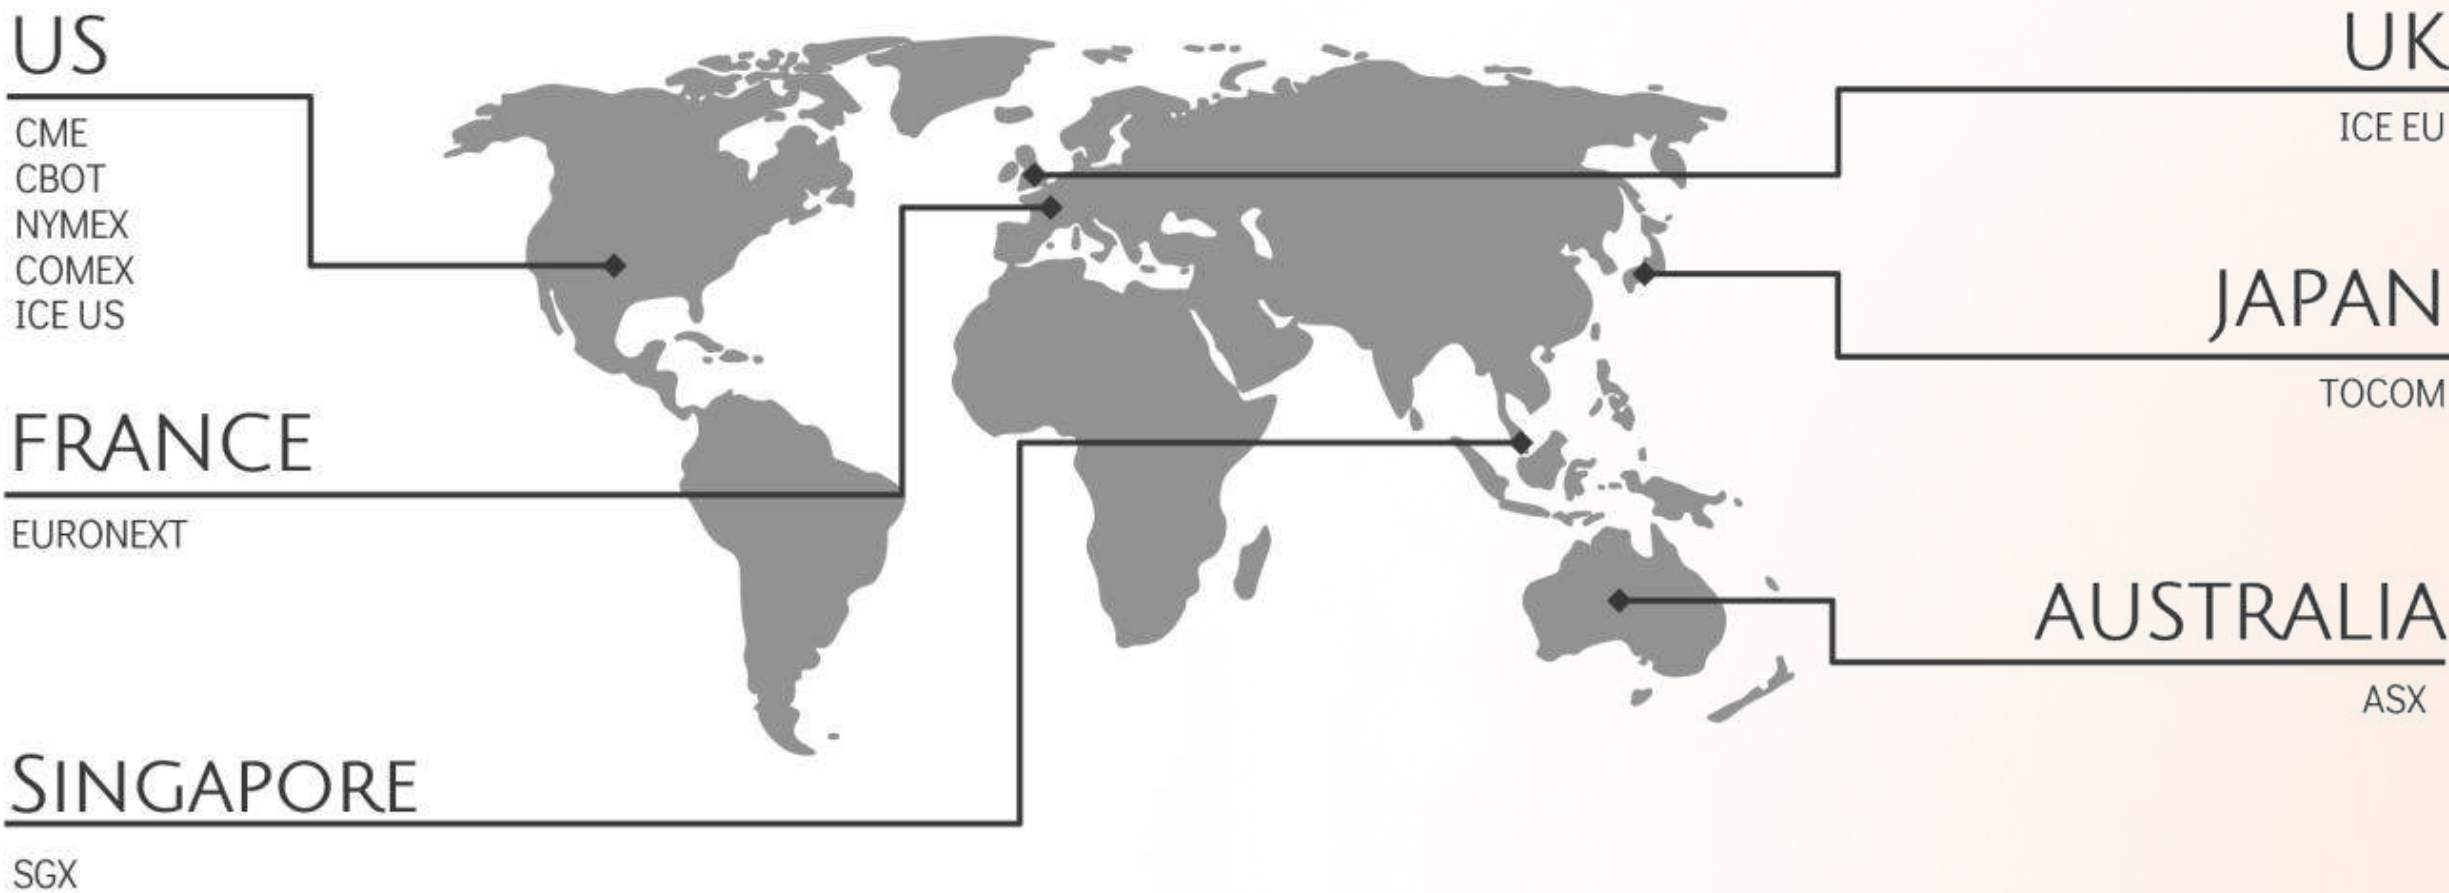 US
CME
CBOT
NYMEX
COMEX
ICE US
FRANCE
EURONEXT
SINGAPORE
SGX
UK
ICE EU
JAPAN
TOCOM
AUSTRALIA
ASX